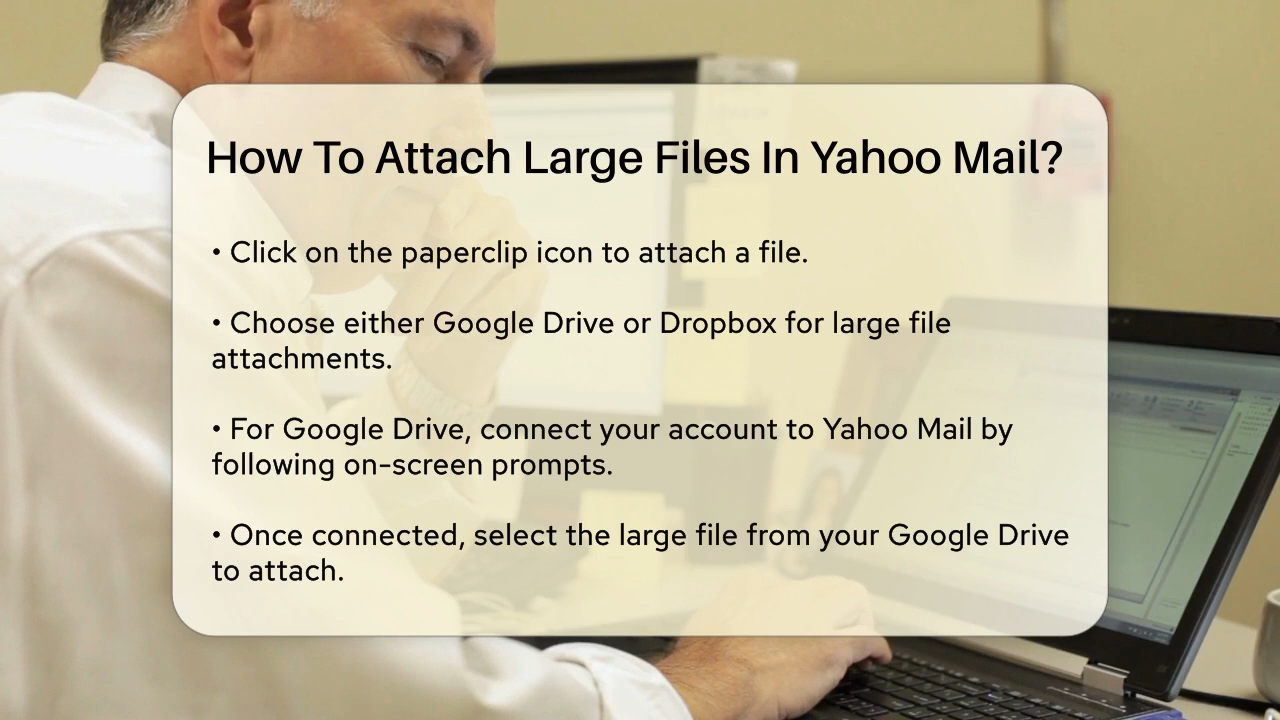 How To Attach Large Files In Yahoo Mail?
• Click on the paperclip icon to attach a file.
• Choose either Google Drive or Dropbox for large file
attachments.
• For Google Drive, connect your account to Yahoo Mail by
following on-screen prompts.
• Once connected, select the large file from your Google Drive
to attach.